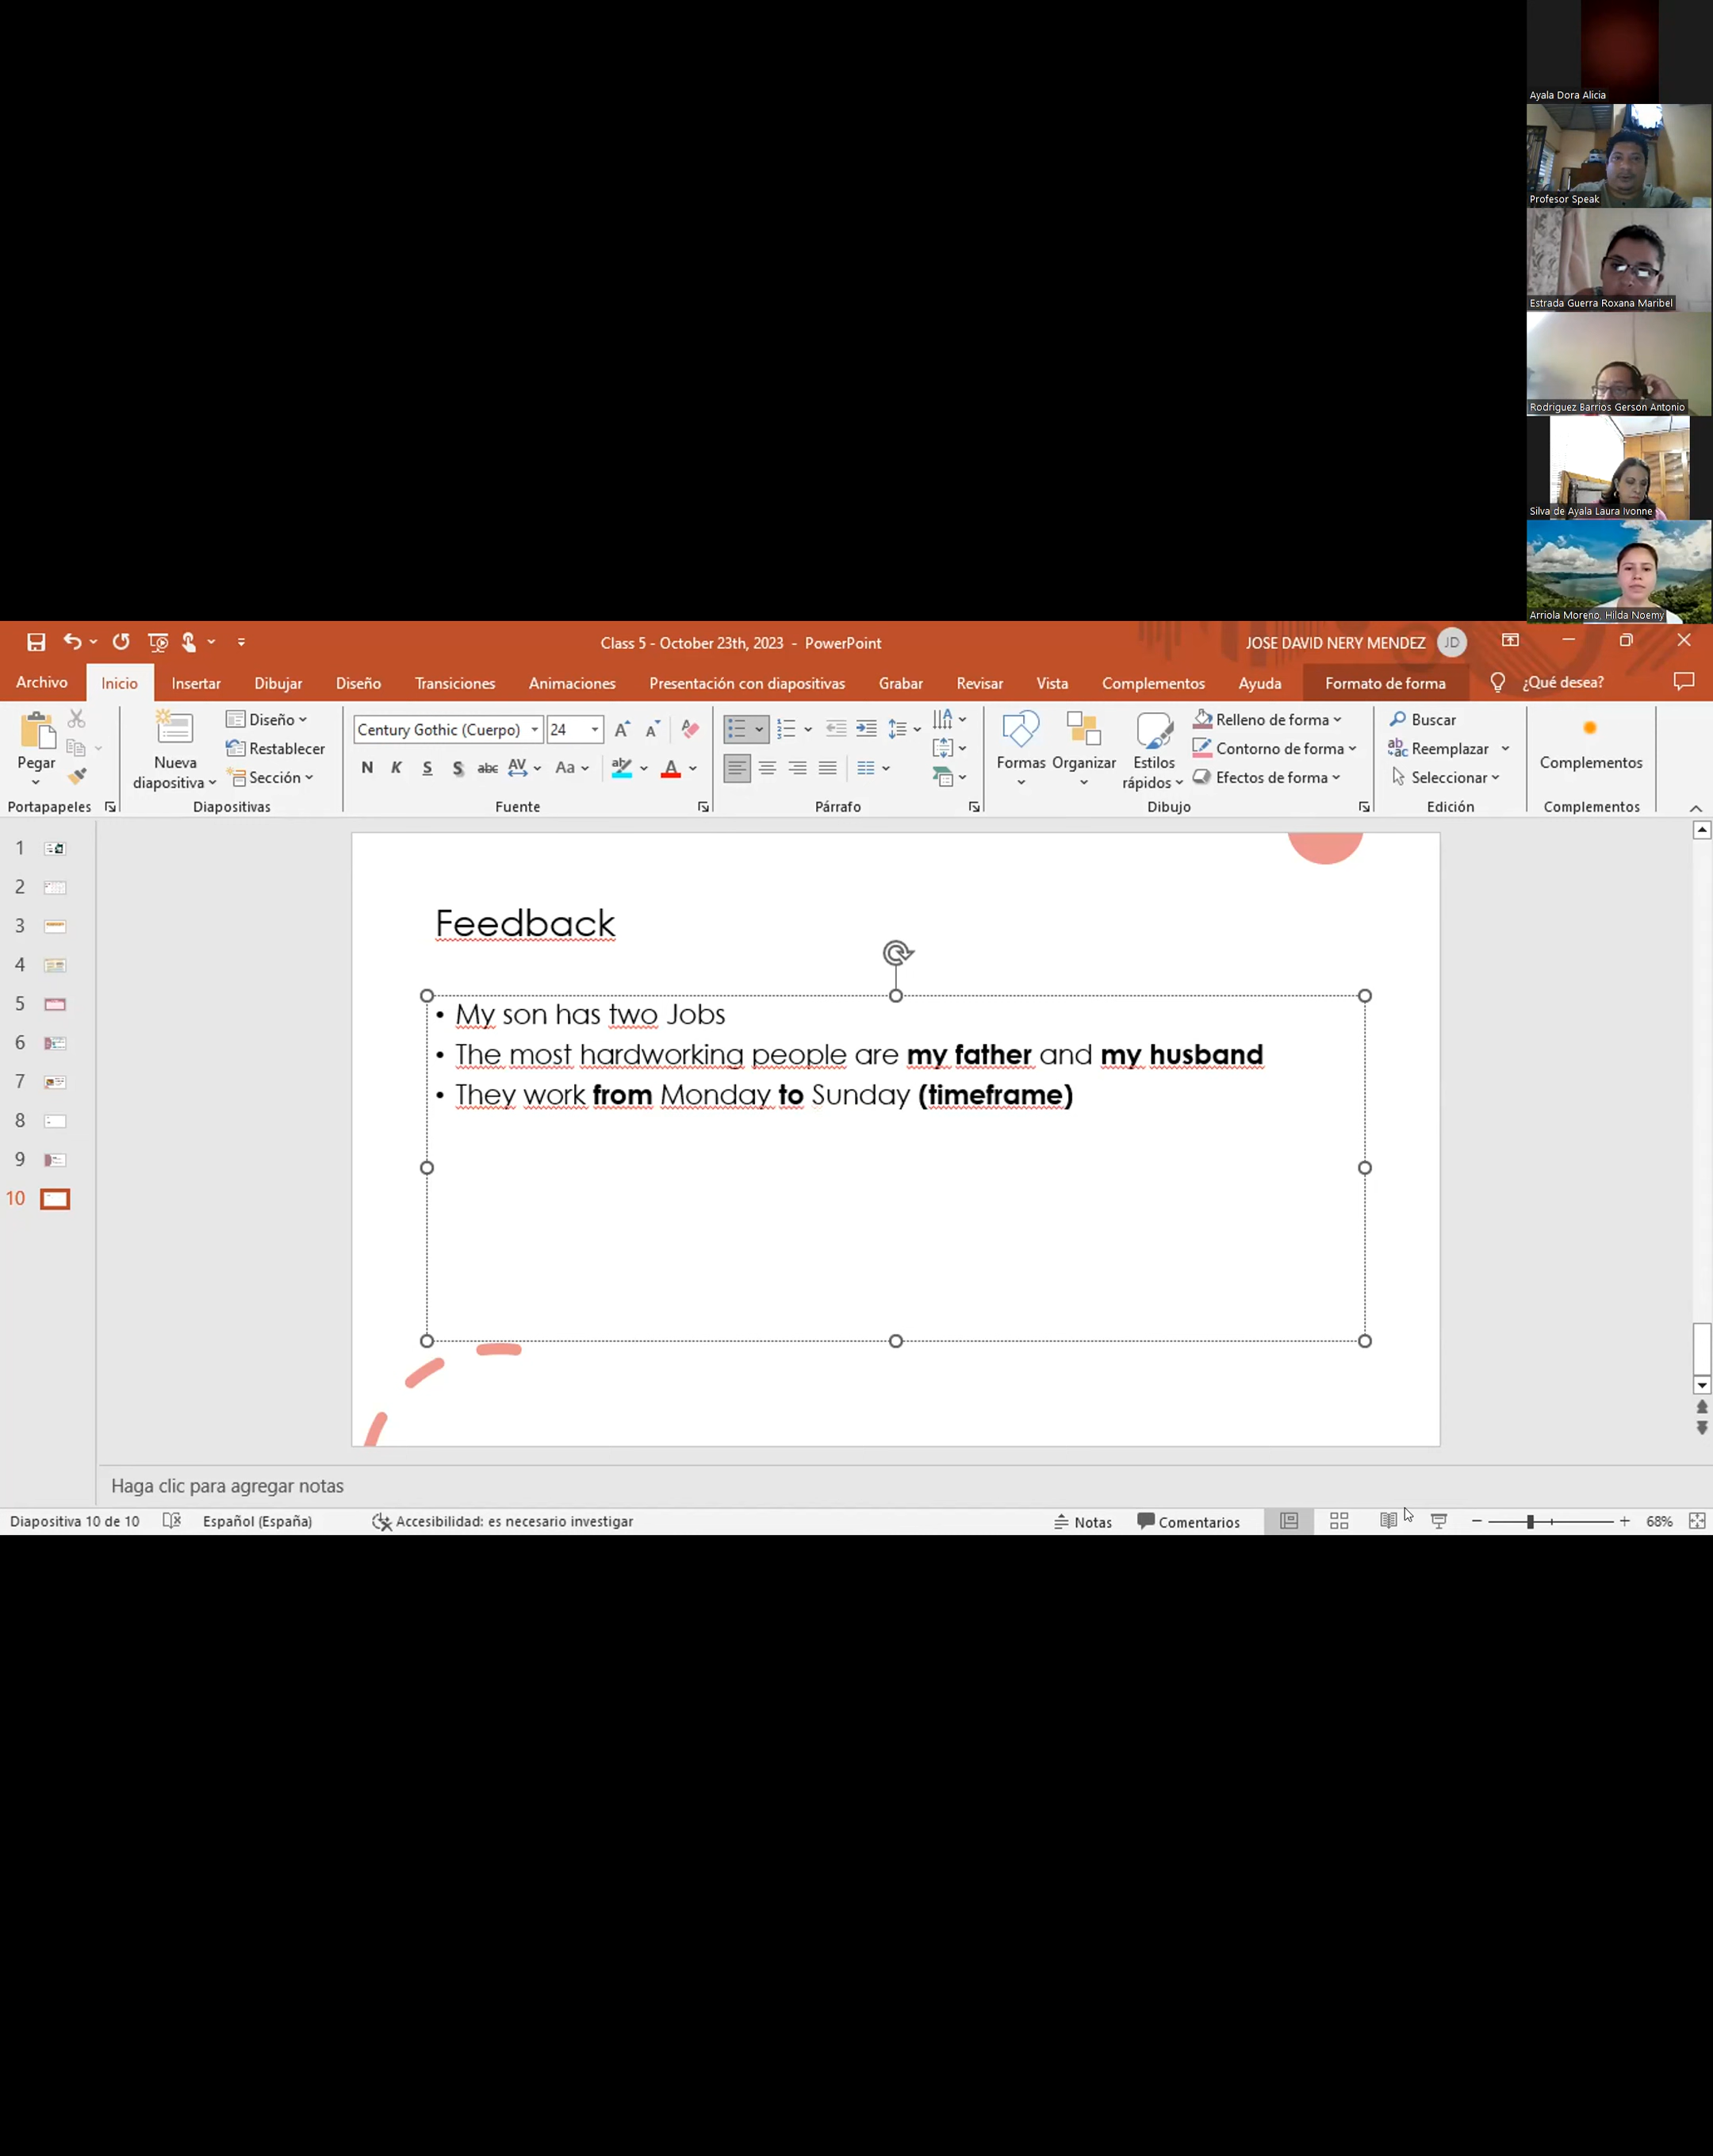 Ayala Dora Alicia
Profesor Speak
Estrada Guerra Roxana Maribel
Rodriguez Barrios Gerson Antonio
Silva de Ayala Laura Ivonne
Arriola Moreno, Hilda Noemy
Class 5 - October 23th, 2023 - PowerPoint
JOSE DAVID NERY MENDEZ JD
Archivo Inicio Insertar Dibujar Diseño Transiciones Animaciones Presentación con diapositivas Grabar Revisar Vista Complementos Ayuda Formato de forma ¿Qué desea?
Pegar
Portapapeles
Nueva diapositiva
Diseño
Restablecer
Sección
Diapositivas
Century Gothic (Cuerpo) 24
N K S S abc AV Aa A
Fuente
Párrafo
Formas Organizar Estilos rápidos
Relleno de forma
Contorno de forma
Efectos de forma
Dibujo
Buscar
Reemplazar
Seleccionar
Edición
Complementos
Complementos
1
2
3
4
5
6
7
8
9
10
Feedback
• My son has two Jobs
• The most hardworking people are my father and my husband
• They work from Monday to Sunday (timeframe)
Haga clic para agregar notas
Diapositiva 10 de 10 Español (España) Accesibilidad: es necesario investigar Notas Comentarios 68%